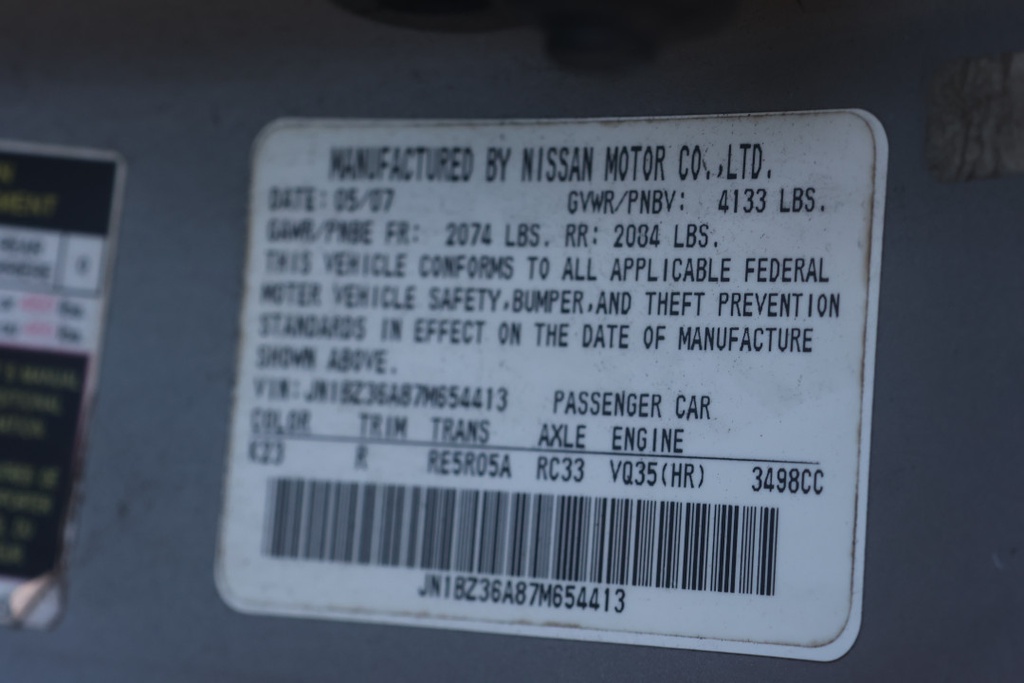 MANUFACTURED BY NISSAN MOTOR CO.,LTD.
DATE: 05/07 GVWR/PNBV: 4133 LBS.
GAWR/PNBE FR: 2074 LBS. RR: 2084 LBS.
THIS VEHICLE CONFORMS TO ALL APPLICABLE FEDERAL
MOTER VEHICLE SAFETY,BUMPER,AND THEFT PREVENTION
STANDARDS IN EFFECT ON THE DATE OF MANUFACTURE
SHOWN ABOVE.
VIN: JN1BZ36A87M654413 PASSENGER CAR
COLOR TRIM TRANS AXLE ENGINE
K23 R RE5R05A RC33 VQ35(HR) 3498CC
JN1BZ36A87M654413